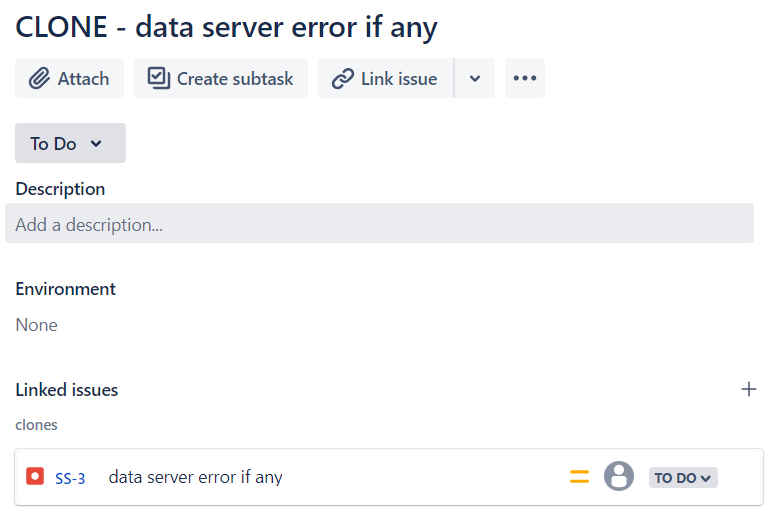 CLONE - data server error if any
Attach Create subtask Link issue
To Do
Description
Add a description...
Environment
None
Linked issues
clones
SS-3 data server error if any TO DO